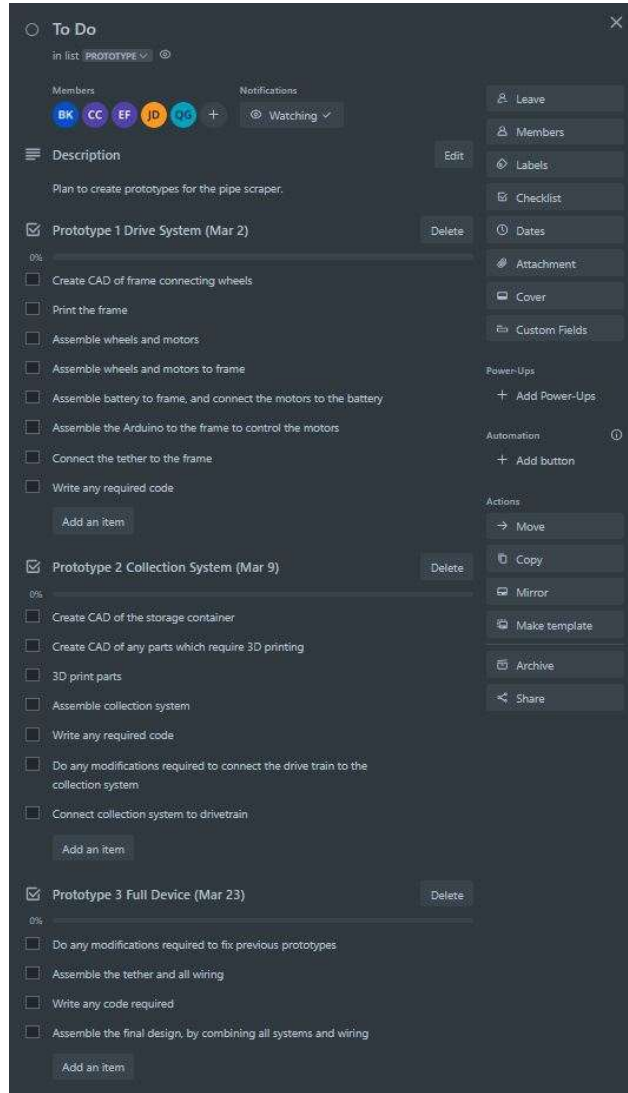 To Do
in list PROTOTYPE
Members
Notifications
BK CC EF JD QG +
Watching
Description
Edit
Plan to create prototypes for the pipe scraper.
Prototype 1 Drive System (Mar 2)
Delete
0%
Create CAD of frame connecting wheels
Print the frame
Assemble wheels and motors
Assemble wheels and motors to frame
Assemble battery to frame, and connect the motors to the battery
Assemble the Arduino to the frame to control the motors
Connect the tether to the frame
Write any required code
Add an item
Prototype 2 Collection System (Mar 9)
Delete
0%
Create CAD of the storage container
Create CAD of any parts which require 3D printing
3D print parts
Assemble collection system
Write any required code
Do any modifications required to connect the drive train to the
collection system
Connect collection system to drivetrain
Add an item
Prototype 3 Full Device (Mar 23)
Delete
0%
Do any modifications required to fix previous prototypes
Assemble the tether and all wiring
Write any code required
Assemble the final design, by combining all systems and wiring
Add an item
Leave
Members
Labels
Checklist
Dates
Attachment
Cover
Custom Fields
Power-Ups
+ Add Power-Ups
Automation
+ Add button
Actions
Move
Copy
Mirror
Make template
Archive
Share